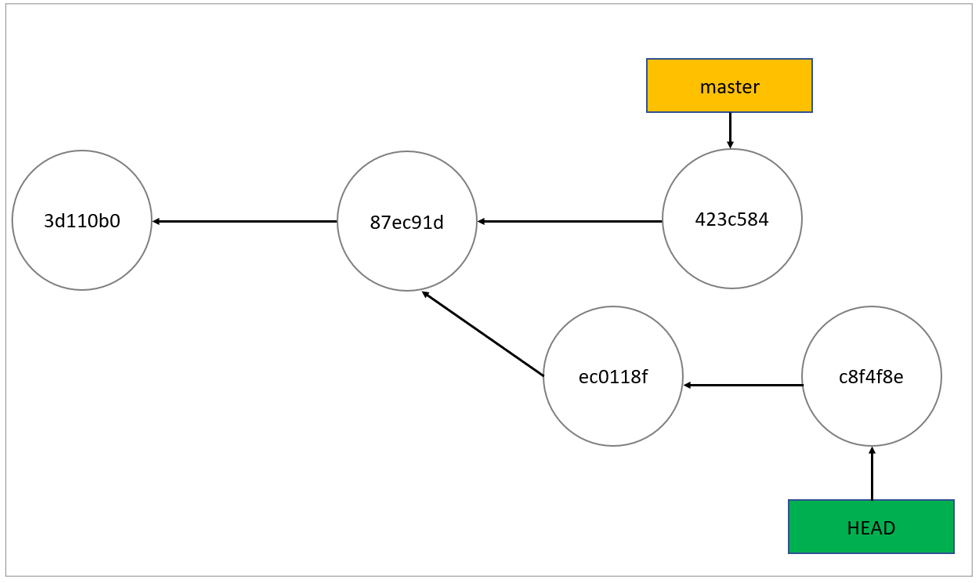 master
3d110b0
87ec91d
423c584
ec0118f
c8f4f8e
HEAD